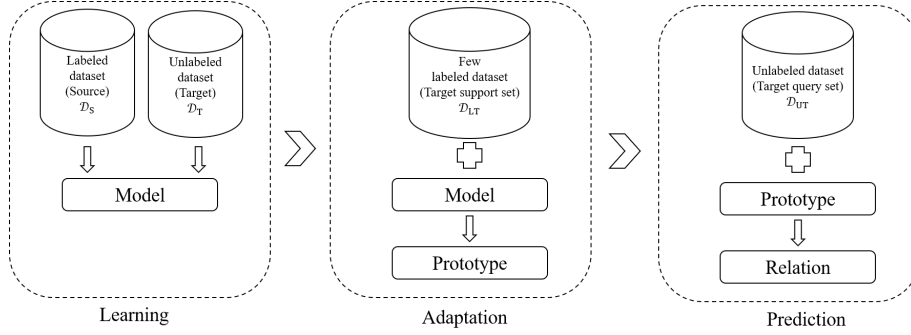 Labeled
dataset
(Source)
𝒟S
Unlabeled
dataset
(Target)
𝒟T
Model
Learning
Few
labeled dataset
(Target support set)
𝒟LT
Model
Prototype
Adaptation
Unlabeled dataset
(Target query set)
𝒟UT
Prototype
Relation
Prediction